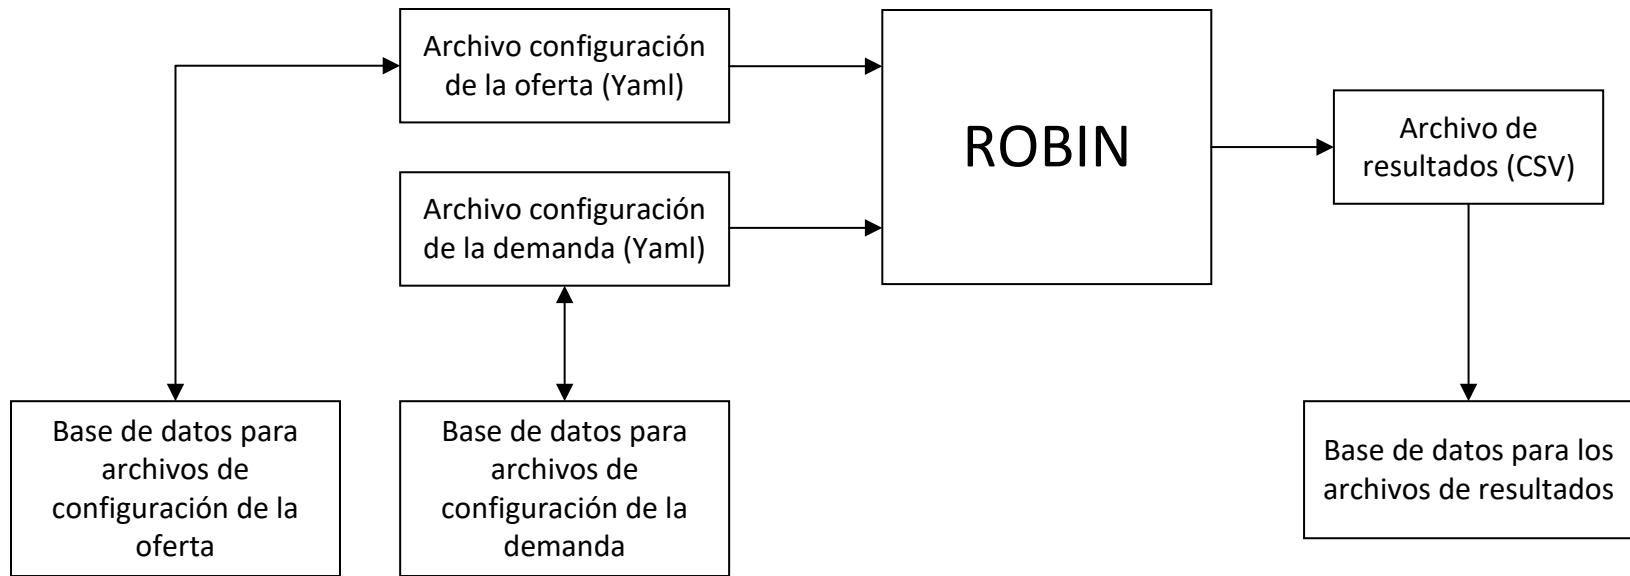 Archivo configuración
de la oferta (Yaml)
ROBIN
Archivo de
resultados (CSV)
Archivo configuración
de la demanda (Yaml)
Base de datos para
archivos de
configuración de la
oferta
Base de datos para
archivos de
configuración de la
demanda
Base de datos para los
archivos de resultados